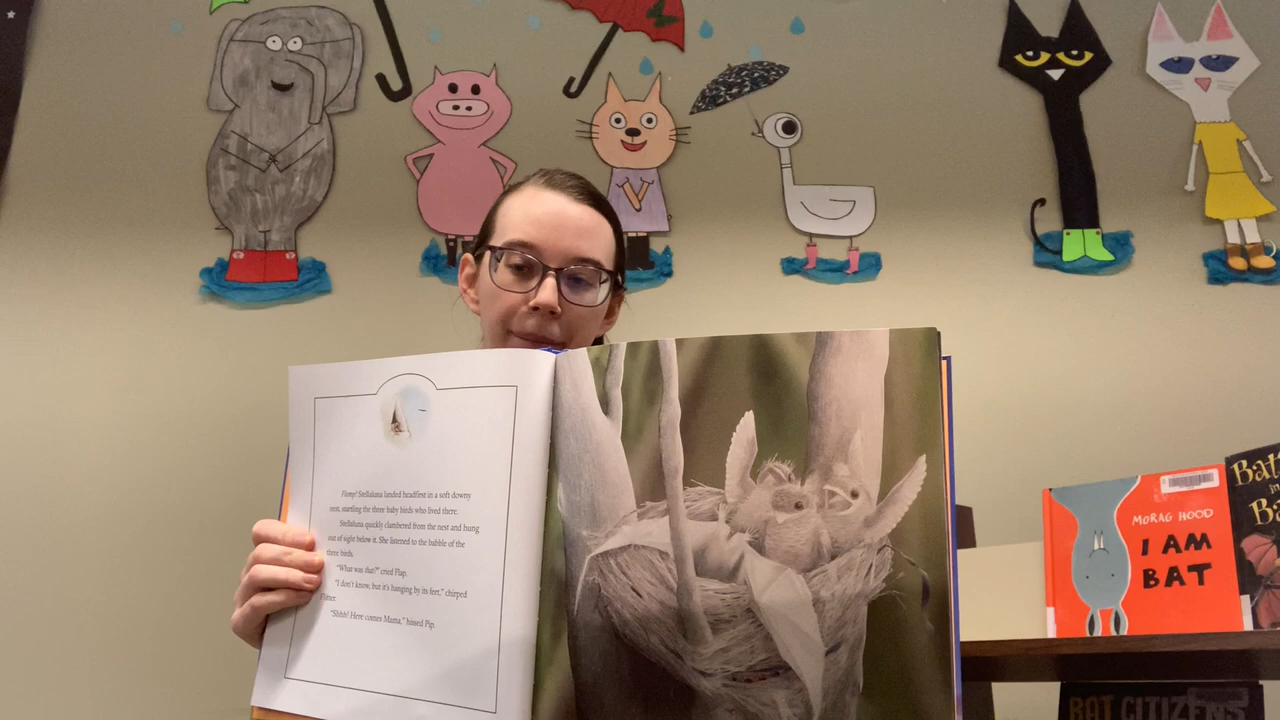 Flomp! Stellaluna landed headfirst in a soft downy
nest, startling the three baby birds who lived there.
Stellaluna quickly clambered from the nest and hung
out of sight below it. She listened to the babble of the
three birds.
"What was that?" cried Flap.
"I don't know, but it's hanging by its feet," chirped
Flitter.
"Shhh! Here comes Mama," hissed Pip.
MORAG HOOD
I AM
BAT
Bat
in
Ba
BAT CITIZENS